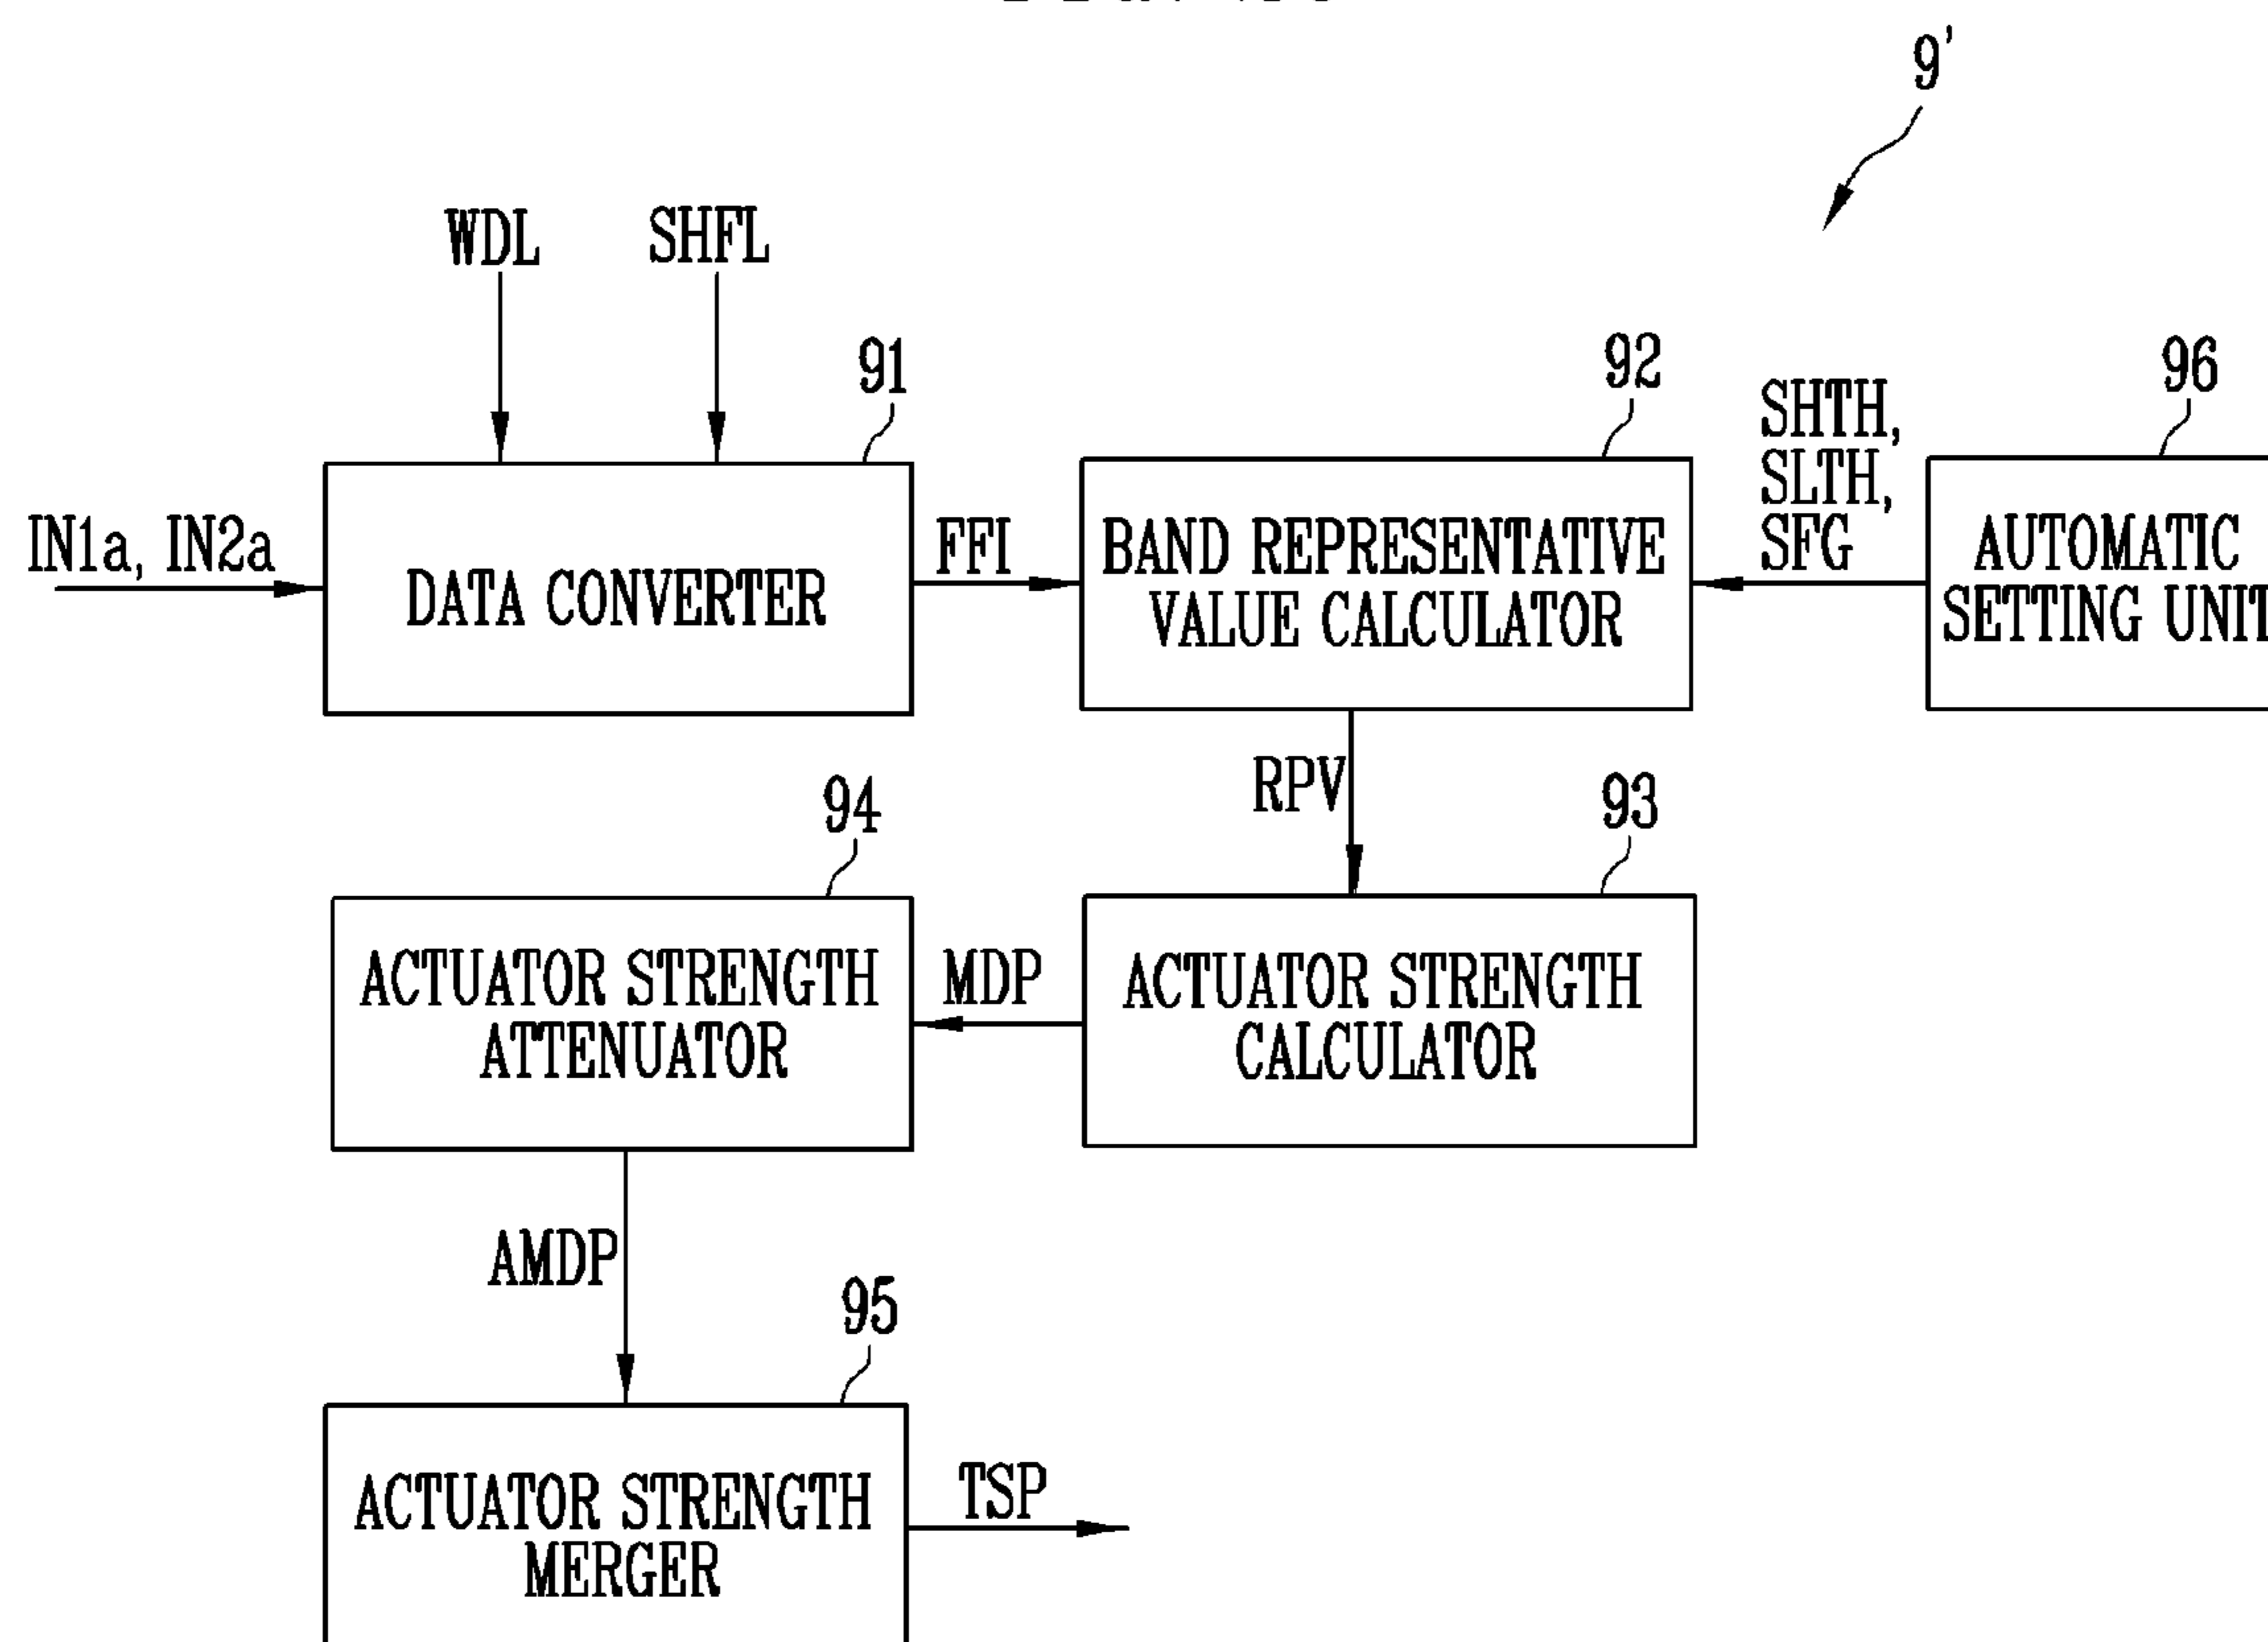 9'
WDL
SHFL
91
92
96
SHTH,
SLTH,
SFG
IN1a, IN2a
DATA CONVERTER
FFI
BAND REPRESENTATIVE
VALUE CALCULATOR
AUTOMATIC
SETTING UNIT
RPV
94
93
ACTUATOR STRENGTH
ATTENUATOR
MDP
ACTUATOR STRENGTH
CALCULATOR
AMDP
95
ACTUATOR STRENGTH
MERGER
TSP